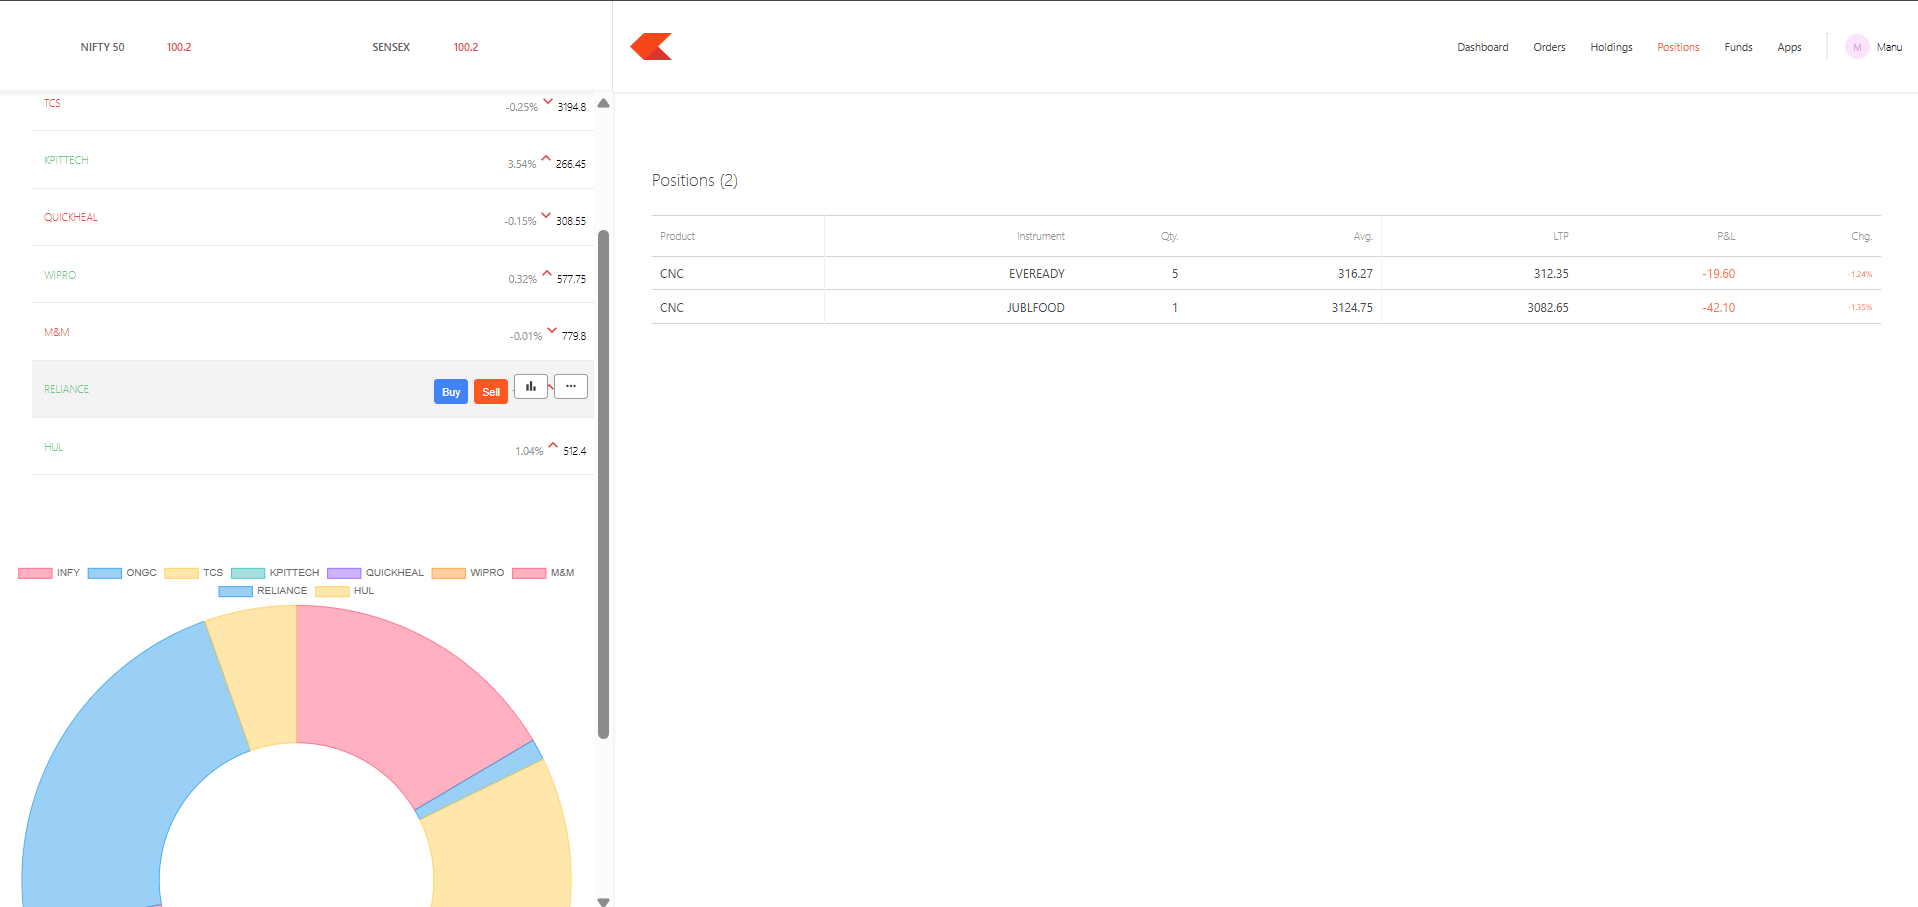 NIFTY 50 100.2 SENSEX 100.2
Dashboard Orders Holdings Positions Funds Apps M Manu
TCS -0.25% 3194.8
KPITTECH 3.54% 266.45
QUICKHEAL -0.15% 308.55
WIPRO 0.32% 577.75
M&M -0.01% 779.8
RELIANCE Buy Sell ...
HUL 1.04% 512.4
INFY ONGC TCS KPITTECH QUICKHEAL WIPRO M&M
RELIANCE HUL
Positions (2)
Product Instrument Qty. Avg. LTP P&L Chg.
CNC EVEREADY 5 316.27 312.35 -19.60 -1.24%
CNC JUBLFOOD 1 3124.75 3082.65 -42.10 -1.35%